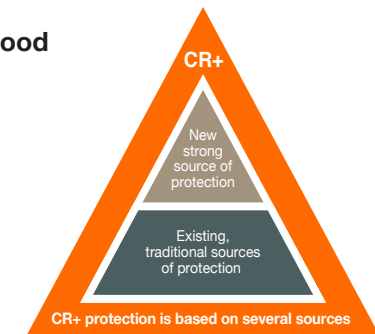 ood
CR+
New
strong
source of
protection
Existing,
traditional sources
of protection
CR+ protection is based on several sources